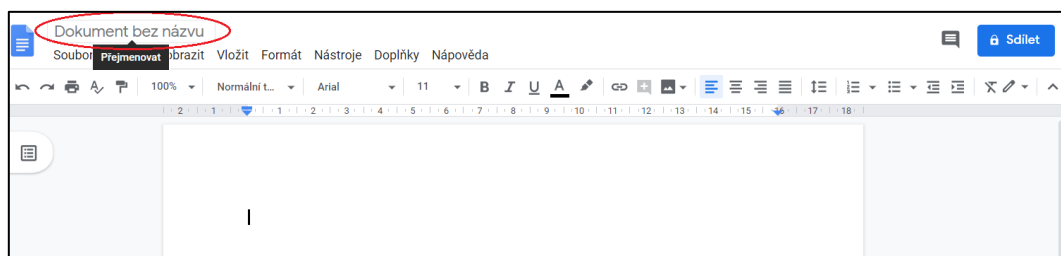 Dokument bez názvu
Přejmenovat
Soubor brazit Vložit Formát Nástroje Doplňky Nápověda
Sdílet
100% Normální t... Arial 11 B I U A
2 1 1 2 3 4 5 6 7 8 9 10 11 12 13 14 15 16 17 18